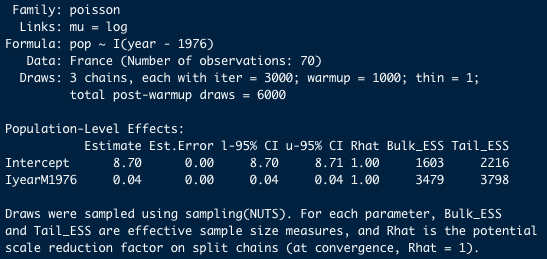 Family: poisson
Links: mu = log
Formula: pop ~ I(year - 1976)
Data: France (Number of observations: 70)
Draws: 3 chains, each with iter = 3000; warmup = 1000; thin = 1;
total post-warmup draws = 6000
Population-Level Effects:
Estimate Est.Error l-95% CI u-95% CI Rhat Bulk_ESS Tail_ESS
Intercept 8.70 0.00 8.70 8.71 1.00 1603 2216
IyearM1976 0.04 0.00 0.04 0.04 1.00 3479 3798
Draws were sampled using sampling(NUTS). For each parameter, Bulk_ESS
and Tail_ESS are effective sample size measures, and Rhat is the potential
scale reduction factor on split chains (at convergence, Rhat = 1).